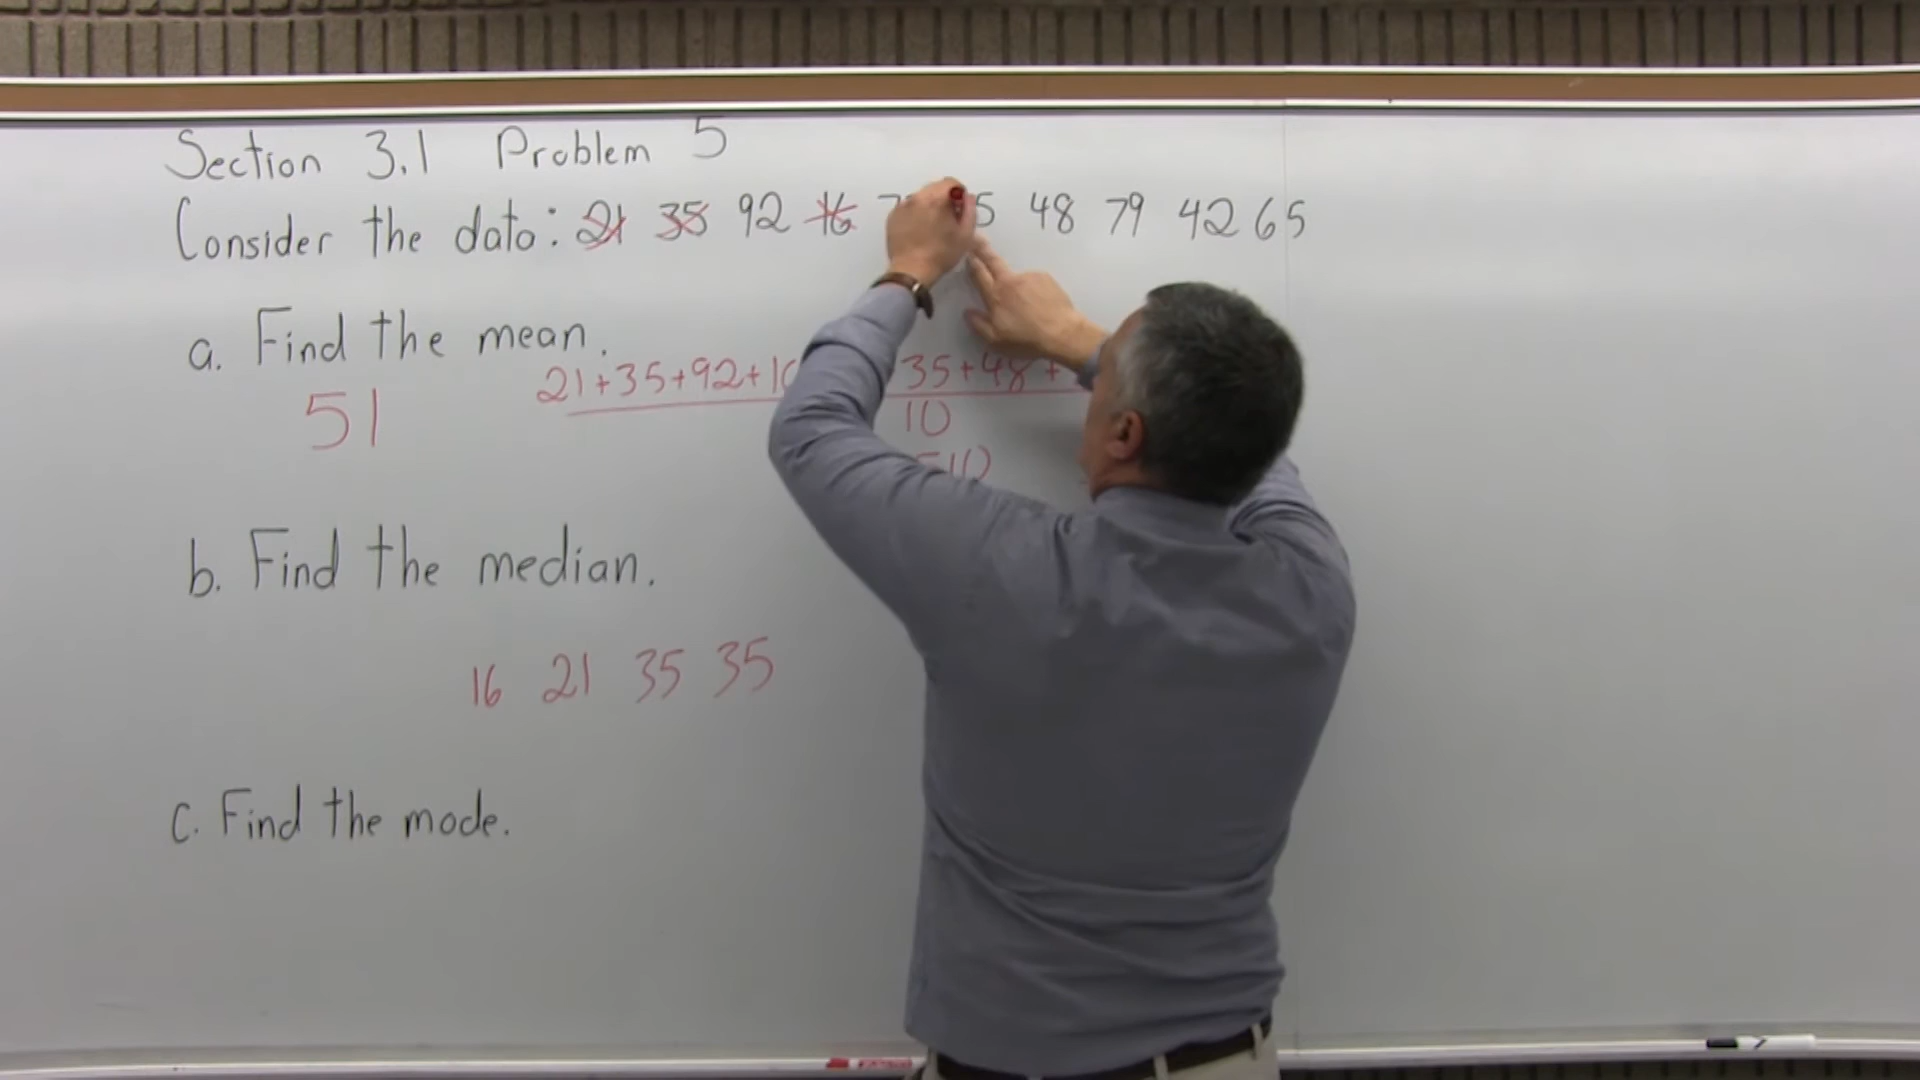 Section 3.1 Problem 5
Consider the data: 21 35 92 16 5 48 79 42 65
a. Find the mean.
21+35+92+ 35+48+
10
51
510
b. Find the median.
16 21 35 35
c. Find the mode.